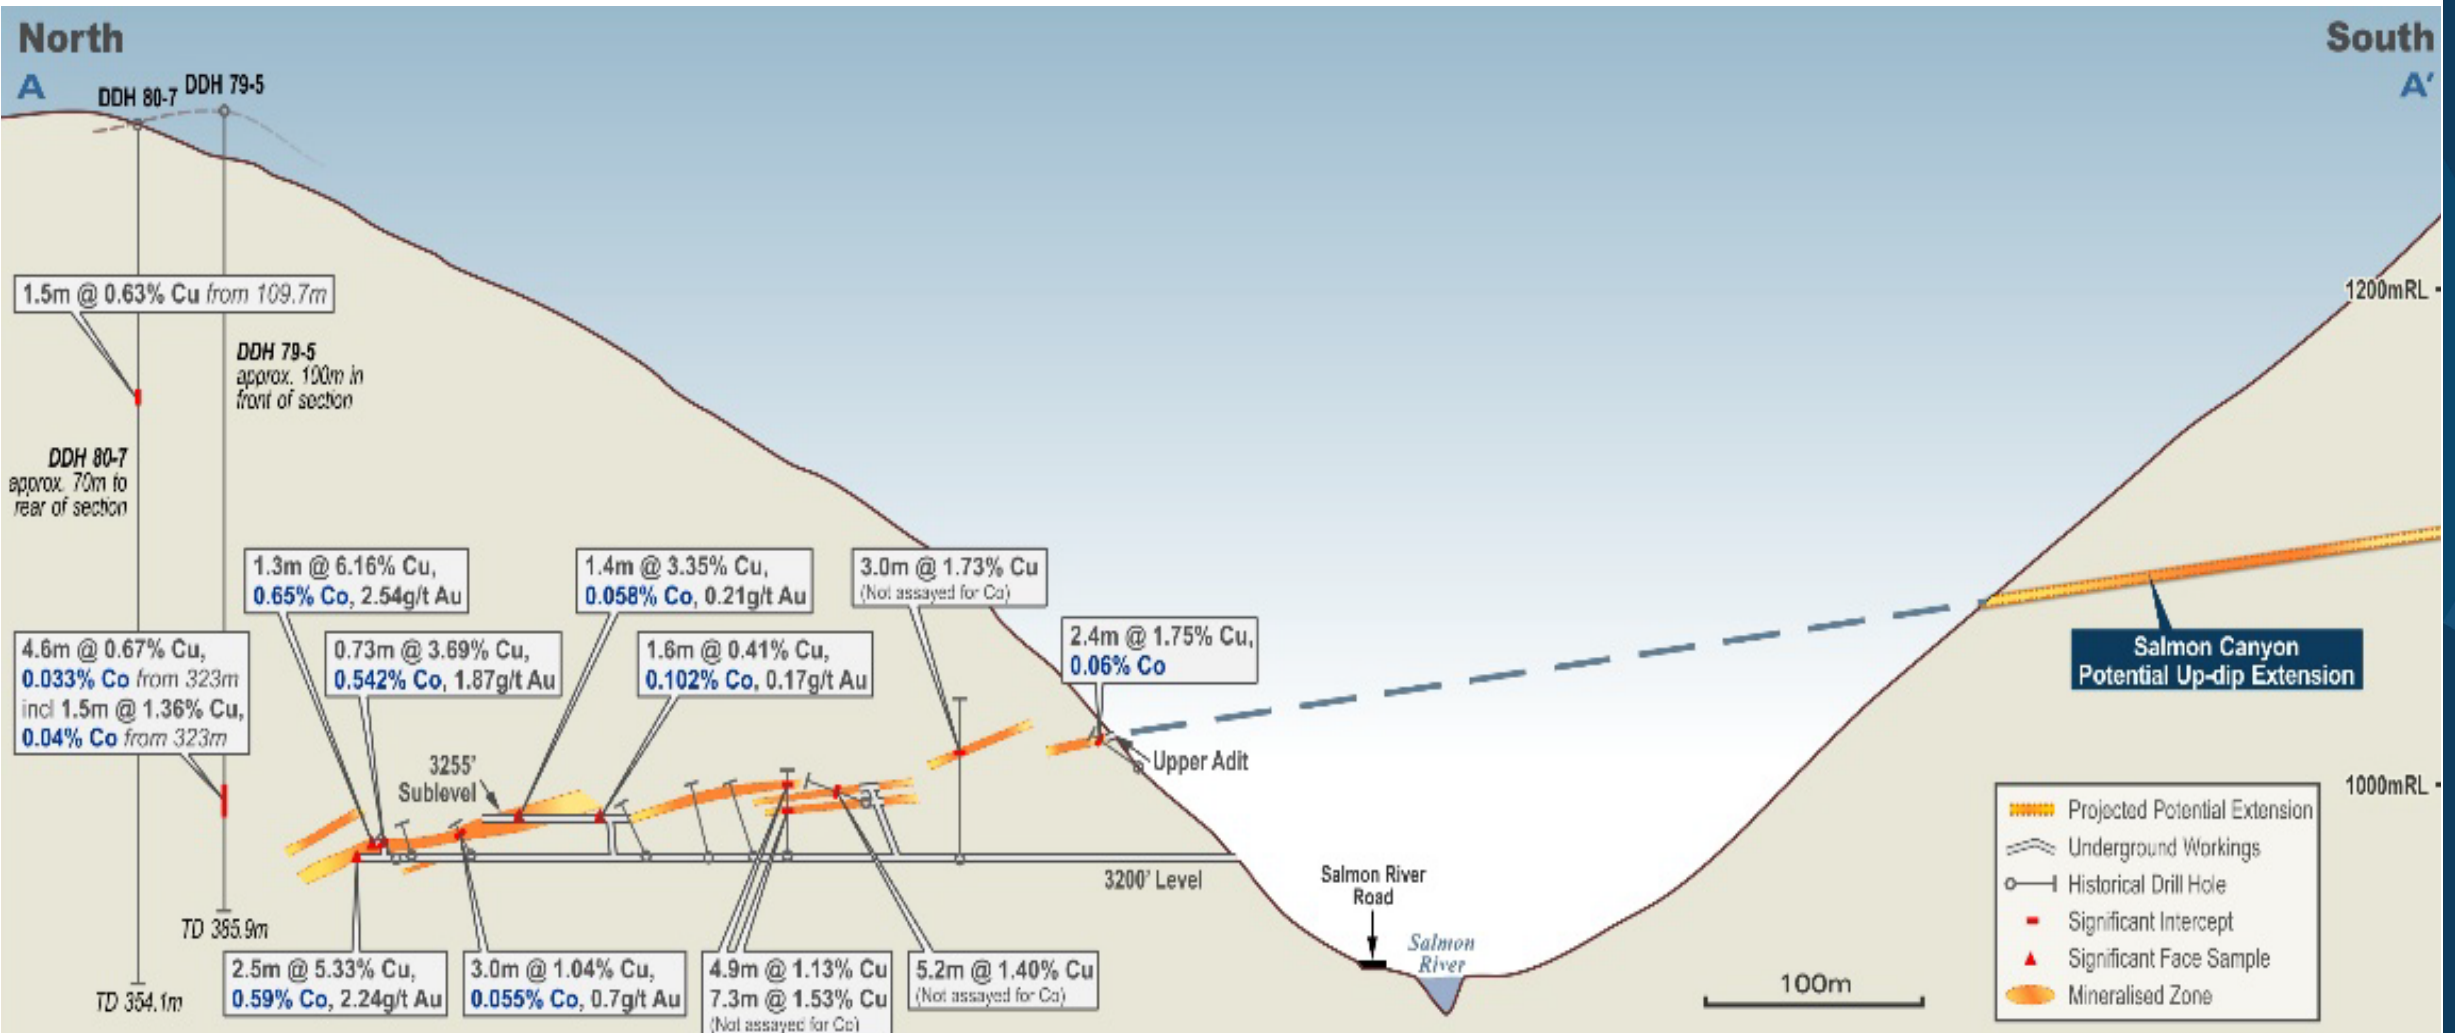 North
South
A
A'
DDH 80-7
DDH 79-5
1.5m @ 0.63% Cu from 109.7m
1200mRL
DDH 79-5
approx. 100m in
front of section
DDH 80-7
approx. 70m to
rear of section
1.3m @ 6.16% Cu,
0.65% Co, 2.54g/t Au
1.4m @ 3.35% Cu,
0.058% Co, 0.21g/t Au
3.0m @ 1.73% Cu
(Not assayed for Co)
4.6m @ 0.67% Cu,
0.033% Co from 323m
incl 1.5m @ 1.36% Cu,
0.04% Co from 323m
0.73m @ 3.69% Cu,
0.542% Co, 1.87g/t Au
1.6m @ 0.41% Cu,
0.102% Co, 0.17g/t Au
2.4m @ 1.75% Cu,
0.06% Co
Salmon Canyon
Potential Up-dip Extension
3255'
Sublevel
Upper Adit
1000mRL
3200' Level
Salmon River
Road
Salmon
River
TD 385.9m
TD 354.1m
2.5m @ 5.33% Cu,
0.59% Co, 2.24g/t Au
3.0m @ 1.04% Cu,
0.055% Co, 0.7g/t Au
4.9m @ 1.13% Cu
7.3m @ 1.53% Cu
(Not assayed for Co)
5.2m @ 1.40% Cu
(Not assayed for Co)
100m
Projected Potential Extension
Underground Workings
Historical Drill Hole
Significant Intercept
Significant Face Sample
Mineralised Zone